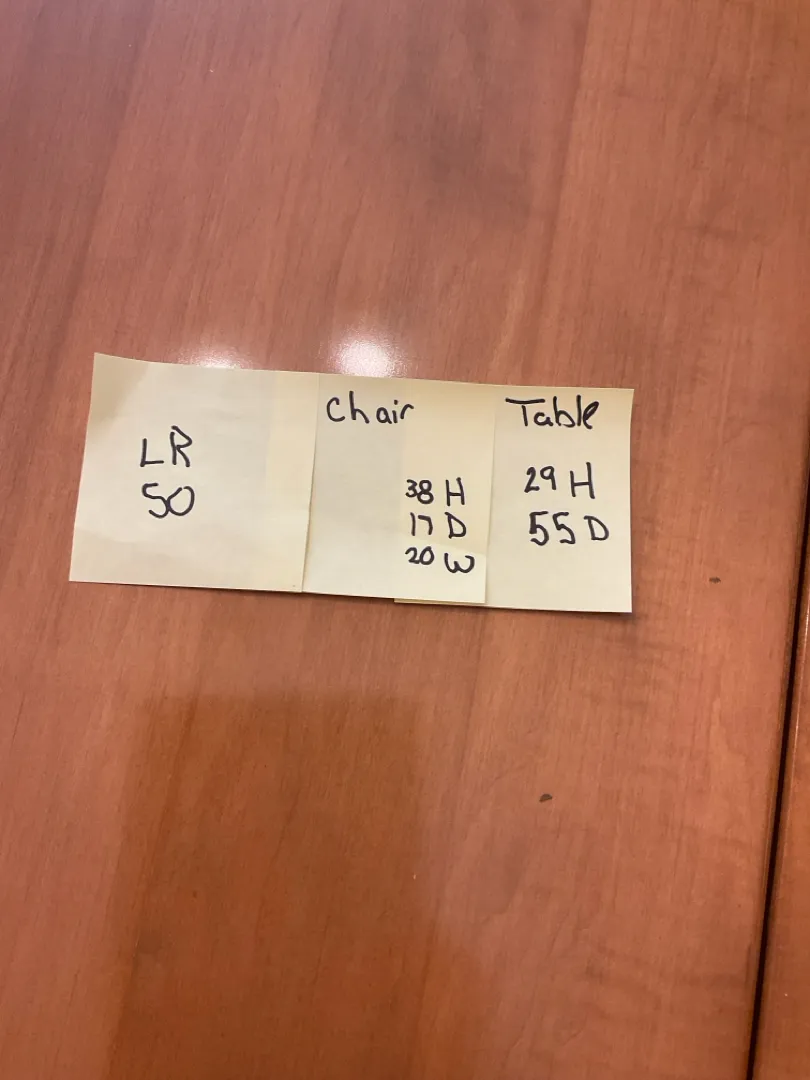 LR
50
Chair
38 H
17 D
20 W
Table
29 H
55 D